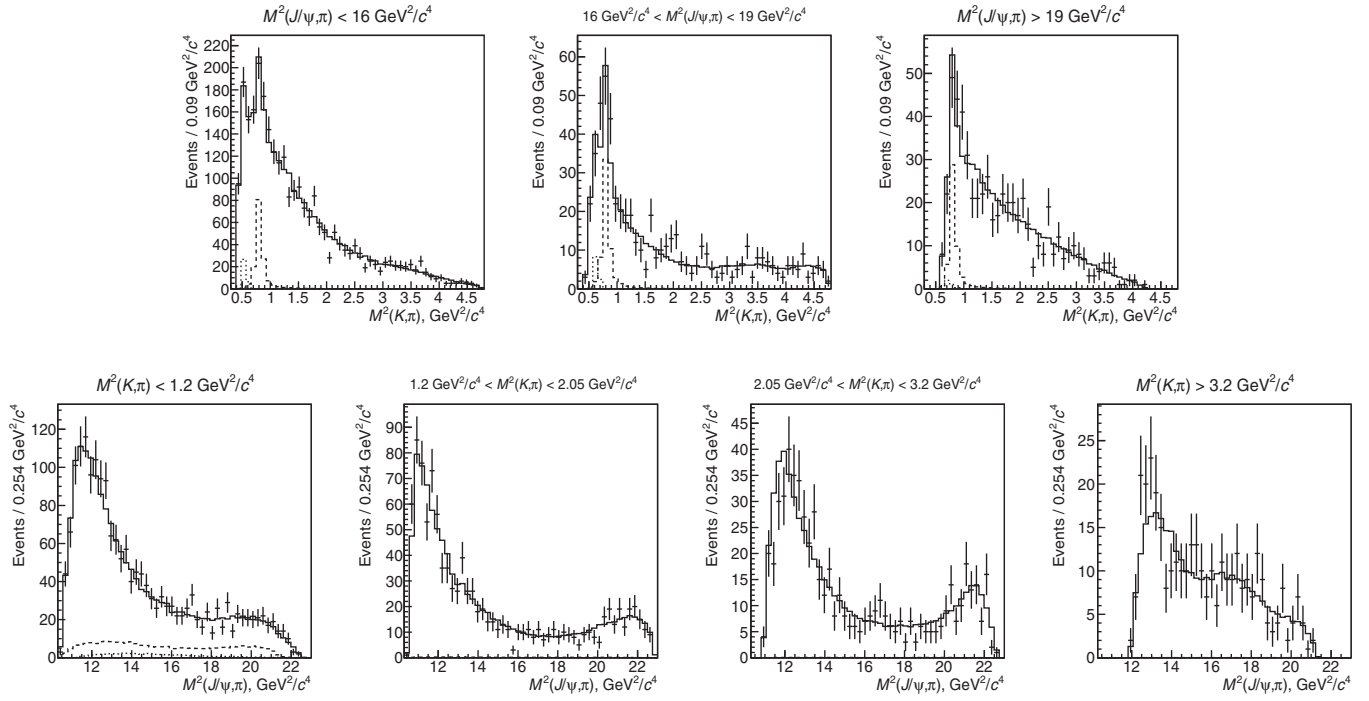 M²(J/ψ,π) < 16 GeV²/c⁴
16 GeV²/c⁴ < M²(J/ψ,π) < 19 GeV²/c⁴
M²(J/ψ,π) > 19 GeV²/c⁴
Events / 0.09 GeV²/c⁴
220
200
180
160
140
120
100
80
60
40
20
0
0.5 1 1.5 2 2.5 3 3.5 4 4.5
M²(K,π), GeV²/c⁴
Events / 0.09 GeV²/c⁴
60
50
40
30
20
10
0
0.5 1 1.5 2 2.5 3 3.5 4 4.5
M²(K,π), GeV²/c⁴
Events / 0.09 GeV²/c⁴
50
40
30
20
10
0
0.5 1 1.5 2 2.5 3 3.5 4 4.5
M²(K,π), GeV²/c⁴
M²(K,π) < 1.2 GeV²/c⁴
1.2 GeV²/c⁴ < M²(K,π) < 2.05 GeV²/c⁴
2.05 GeV²/c⁴ < M²(K,π) < 3.2 GeV²/c⁴
M²(K,π) > 3.2 GeV²/c⁴
Events / 0.254 GeV²/c⁴
120
100
80
60
40
20
0
12 14 16 18 20 22
M²(J/ψ,π), GeV²/c⁴
Events / 0.254 GeV²/c⁴
90
80
70
60
50
40
30
20
10
0
12 14 16 18 20 22
M²(J/ψ,π), GeV²/c⁴
Events / 0.254 GeV²/c⁴
45
40
35
30
25
20
15
10
5
0
12 14 16 18 20 22
M²(J/ψ,π), GeV²/c⁴
Events / 0.254 GeV²/c⁴
25
20
15
10
5
0
12 14 16 18 20 22
M²(J/ψ,π), GeV²/c⁴